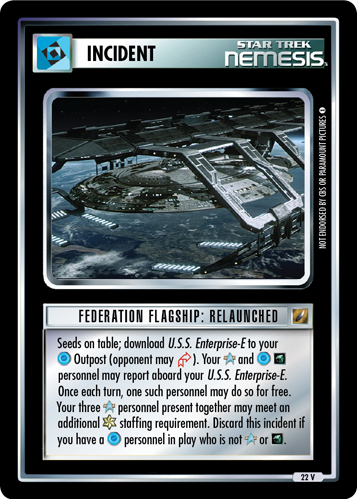 INCIDENT
STAR TREK
NEMESIS
NOT ENDORSED BY CBS OR PARAMOUNT PICTURES
FEDERATION FLAGSHIP: RELAUNCHED
Seeds on table; download U.S.S. Enterprise-E to your
Outpost (opponent may ). Your and
personnel may report aboard your U.S.S. Enterprise-E.
Once each turn, one such personnel may do so for free.
Your three personnel present together may meet an
additional staffing requirement. Discard this incident if
you have a personnel in play who is not or .
22 V